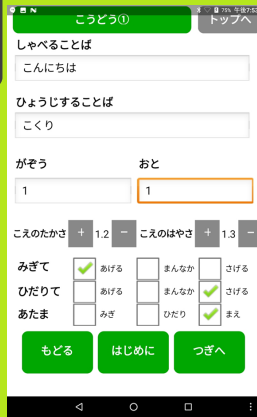 79% 午後7:53
こうどう① トップへ
しゃべることば
こんにちは
ひょうじすることば
こくり
がぞう おと
1 1
こえのたかさ + 1.2 − こえのはやさ + 1.3 −
みぎて あげる まんなか さげる
ひだりて あげる まんなか さげる
あたま みぎ ひだり まえ
もどる はじめに つぎへ